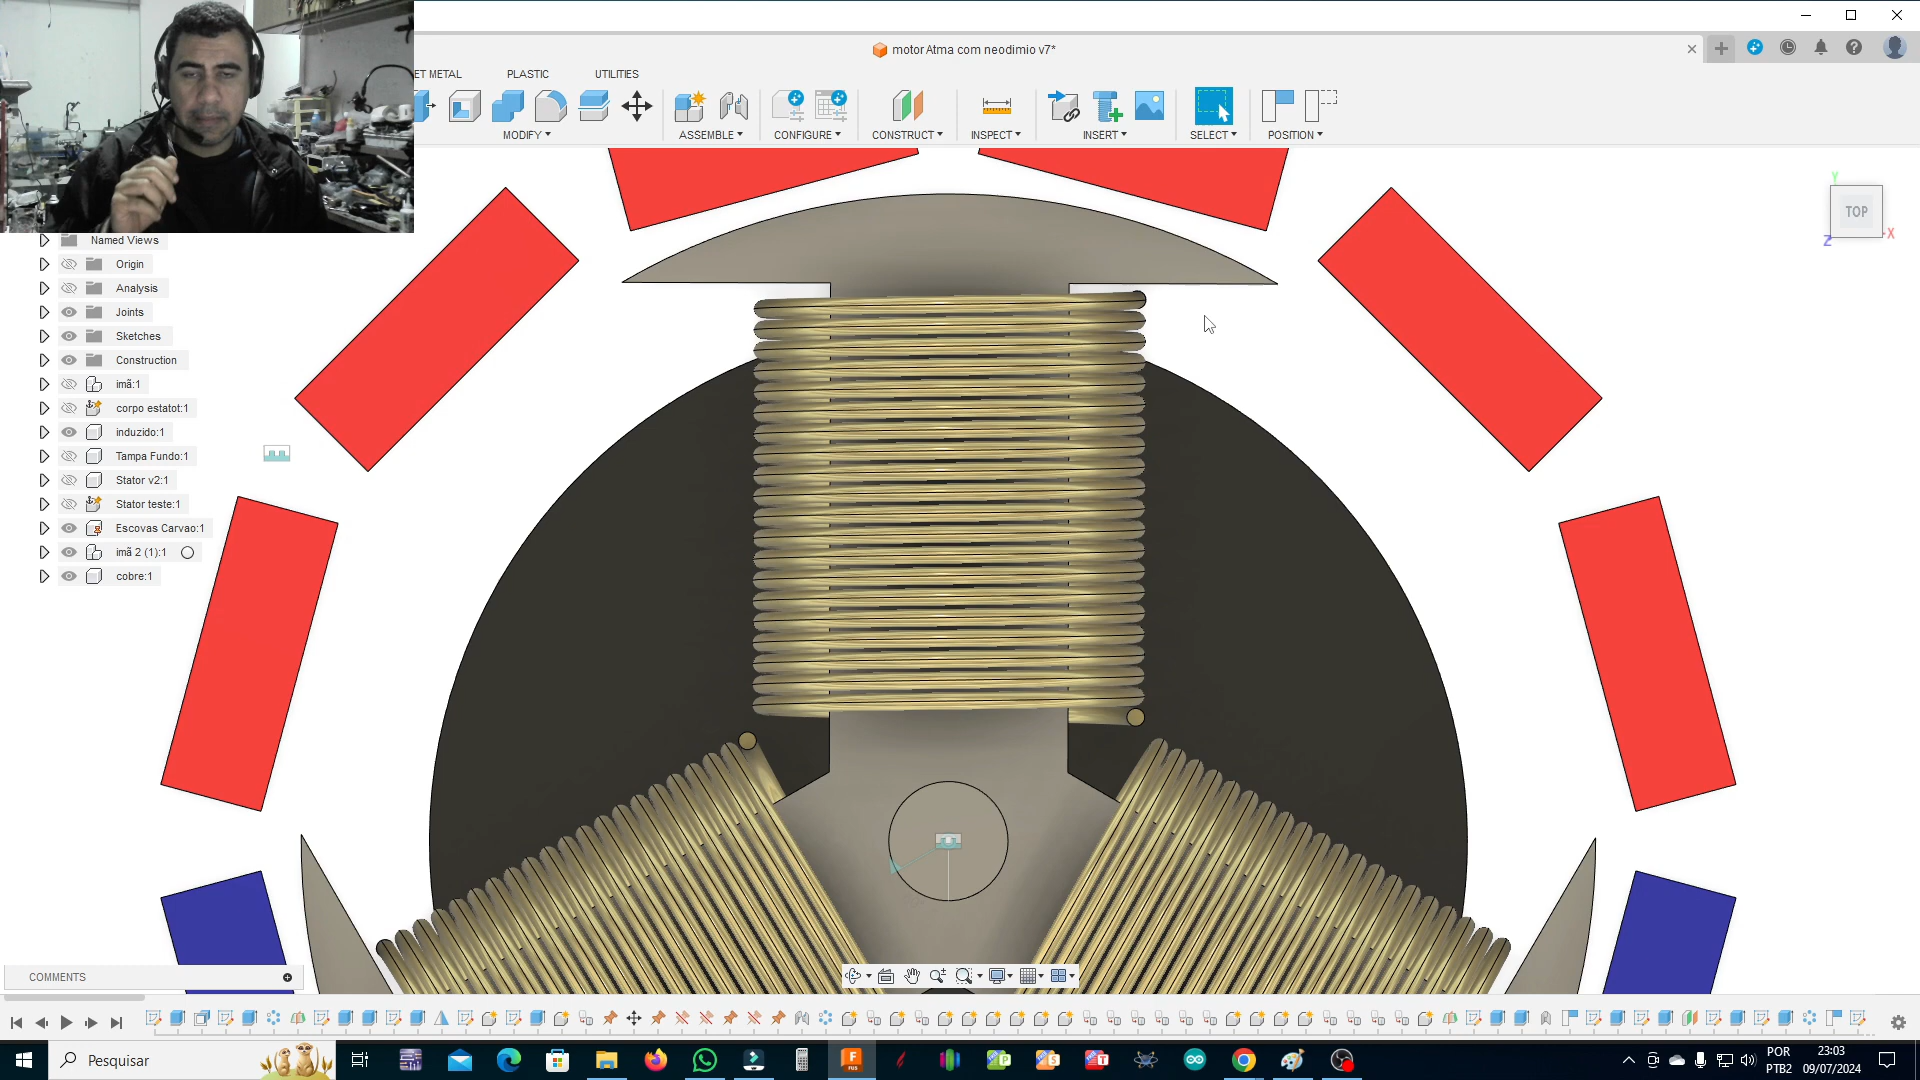 motor Atma com neodimio v7*
ET METAL
PLASTIC
UTILITIES
MODIFY
ASSEMBLE
CONFIGURE
CONSTRUCT
INSPECT
INSERT
SELECT
POSITION
Y
TOP
X
Z
Named Views
Origin
Analysis
Joints
Sketches
Construction
imã:1
corpo estatot:1
induzido:1
Tampa Fundo:1
Stator v2:1
Stator teste:1
Escovas Carvao:1
imã 2 (1):1
cobre:1
COMMENTS
Pesquisar
POR
PTB2
23:03
09/07/2024